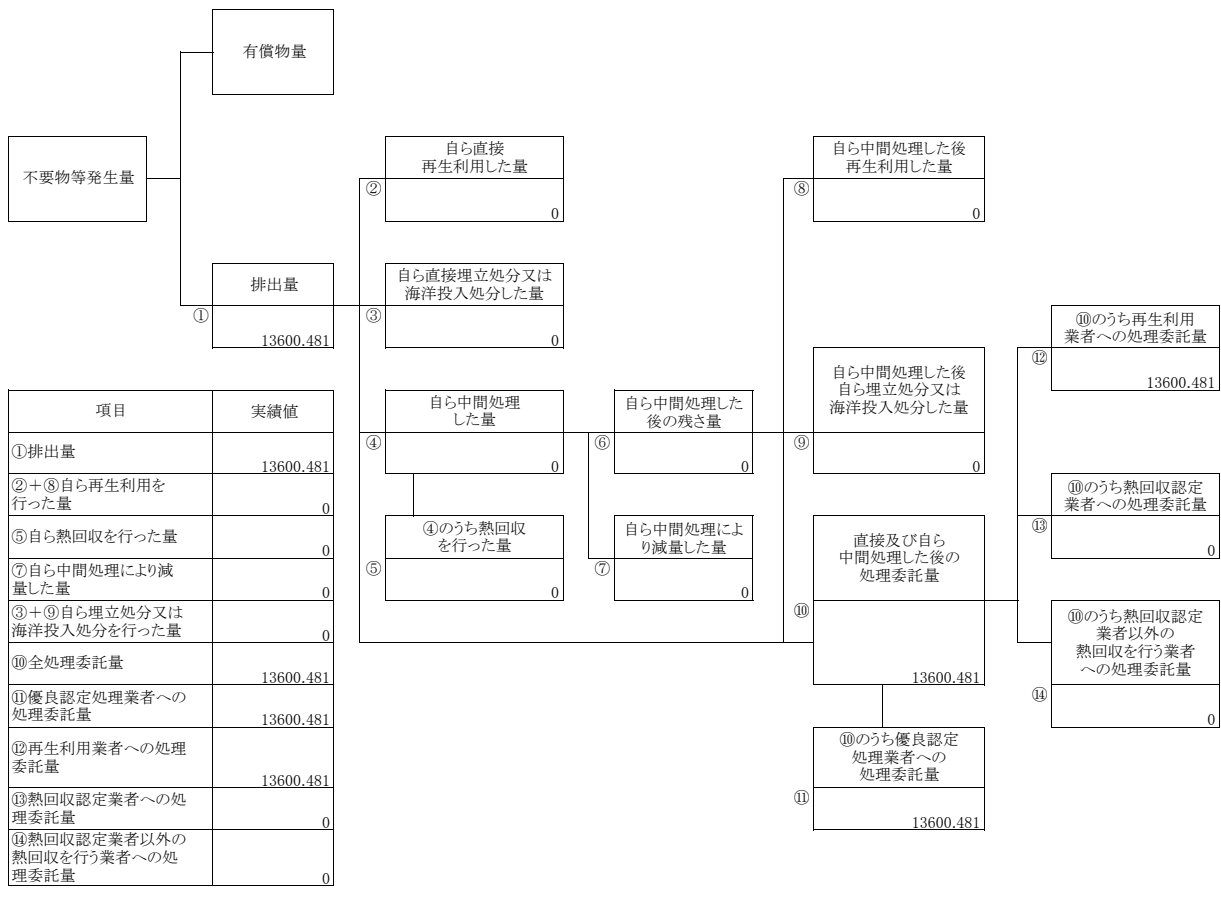 有償物量
不要物等発生量
自ら直接
再生利用した量
②
0
自ら中間処理した後
再生利用した量
⑧
0
排出量
①
13600.481
自ら直接埋立処分又は
海洋投入処分した量
③
0
⑩のうち再生利用
業者への処理委託量
⑫
13600.481
自ら中間処理
した量
④
0
自ら中間処理した
後の残さ量
⑥
0
自ら中間処理した後
自ら埋立処分又は
海洋投入処分した量
⑨
0
⑩のうち熱回収認定
業者への処理委託量
⑬
0
④のうち熱回収
を行った量
⑤
0
自ら中間処理によ
り減量した量
⑦
0
直接及び自ら
中間処理した後の
処理委託量
⑩
13600.481
⑩のうち熱回収認定
業者以外の
熱回収を行う業者
への処理委託量
⑭
0
⑩のうち優良認定
処理業者への
処理委託量
⑪
13600.481
項目 実績値
①排出量
13600.481
②+⑧自ら再生利用を
行った量
0
⑤自ら熱回収を行った量
0
⑦自ら中間処理により減
量した量
0
③+⑨自ら埋立処分又は
海洋投入処分を行った量
0
⑩全処理委託量
13600.481
⑪優良認定処理業者への
処理委託量
13600.481
⑫再生利用業者への処理
委託量
13600.481
⑬熱回収認定業者への処
理委託量
0
⑭熱回収認定業者以外の
熱回収を行う業者への処
理委託量
0